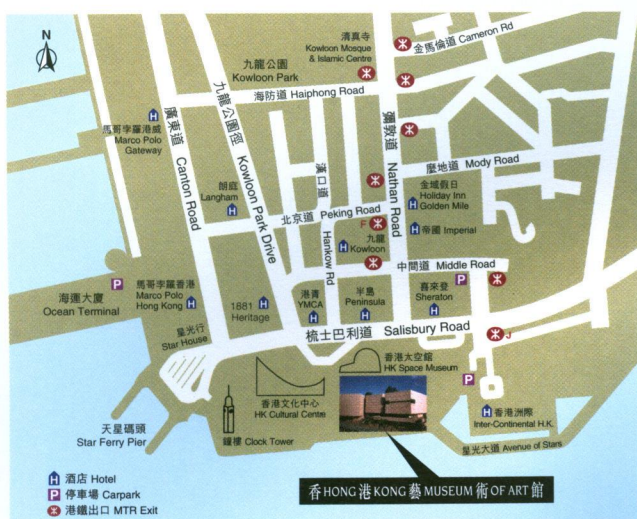 N
清真寺
Kowloon Mosque
& Islamic Centre
金馬倫道 Cameron Rd
九龍公園
Kowloon Park
海防道 Haiphong Road
馬哥孛羅港威
Marco Polo
Gateway
廣東道 Canton Road
九龍公園徑 Kowloon Park Drive
彌敦道 Nathan Road
漢口道 Hankow Rd
麼地道 Mody Road
朗庭
Langham
金域假日
Holiday Inn
Golden Mile
北京道 Peking Road
F
九龍
Kowloon
帝國 Imperial
中間道 Middle Road
海運大廈
Ocean Terminal
馬哥孛羅香港
Marco Polo
Hong Kong
1881
Heritage
港青
YMCA
半島
Peninsula
喜來登
Sheraton
星光行
Star House
梳士巴利道 Salisbury Road
J
香港太空館
HK Space Museum
香港文化中心
HK Cultural Centre
香港洲際
Inter-Continental H.K.
天星碼頭
Star Ferry Pier
鐘樓 Clock Tower
星光大道 Avenue of Stars
H 酒店 Hotel
P 停車場 Carpark
港鐵出口 MTR Exit
香HONG港KONG藝MUSEUM術OF ART館